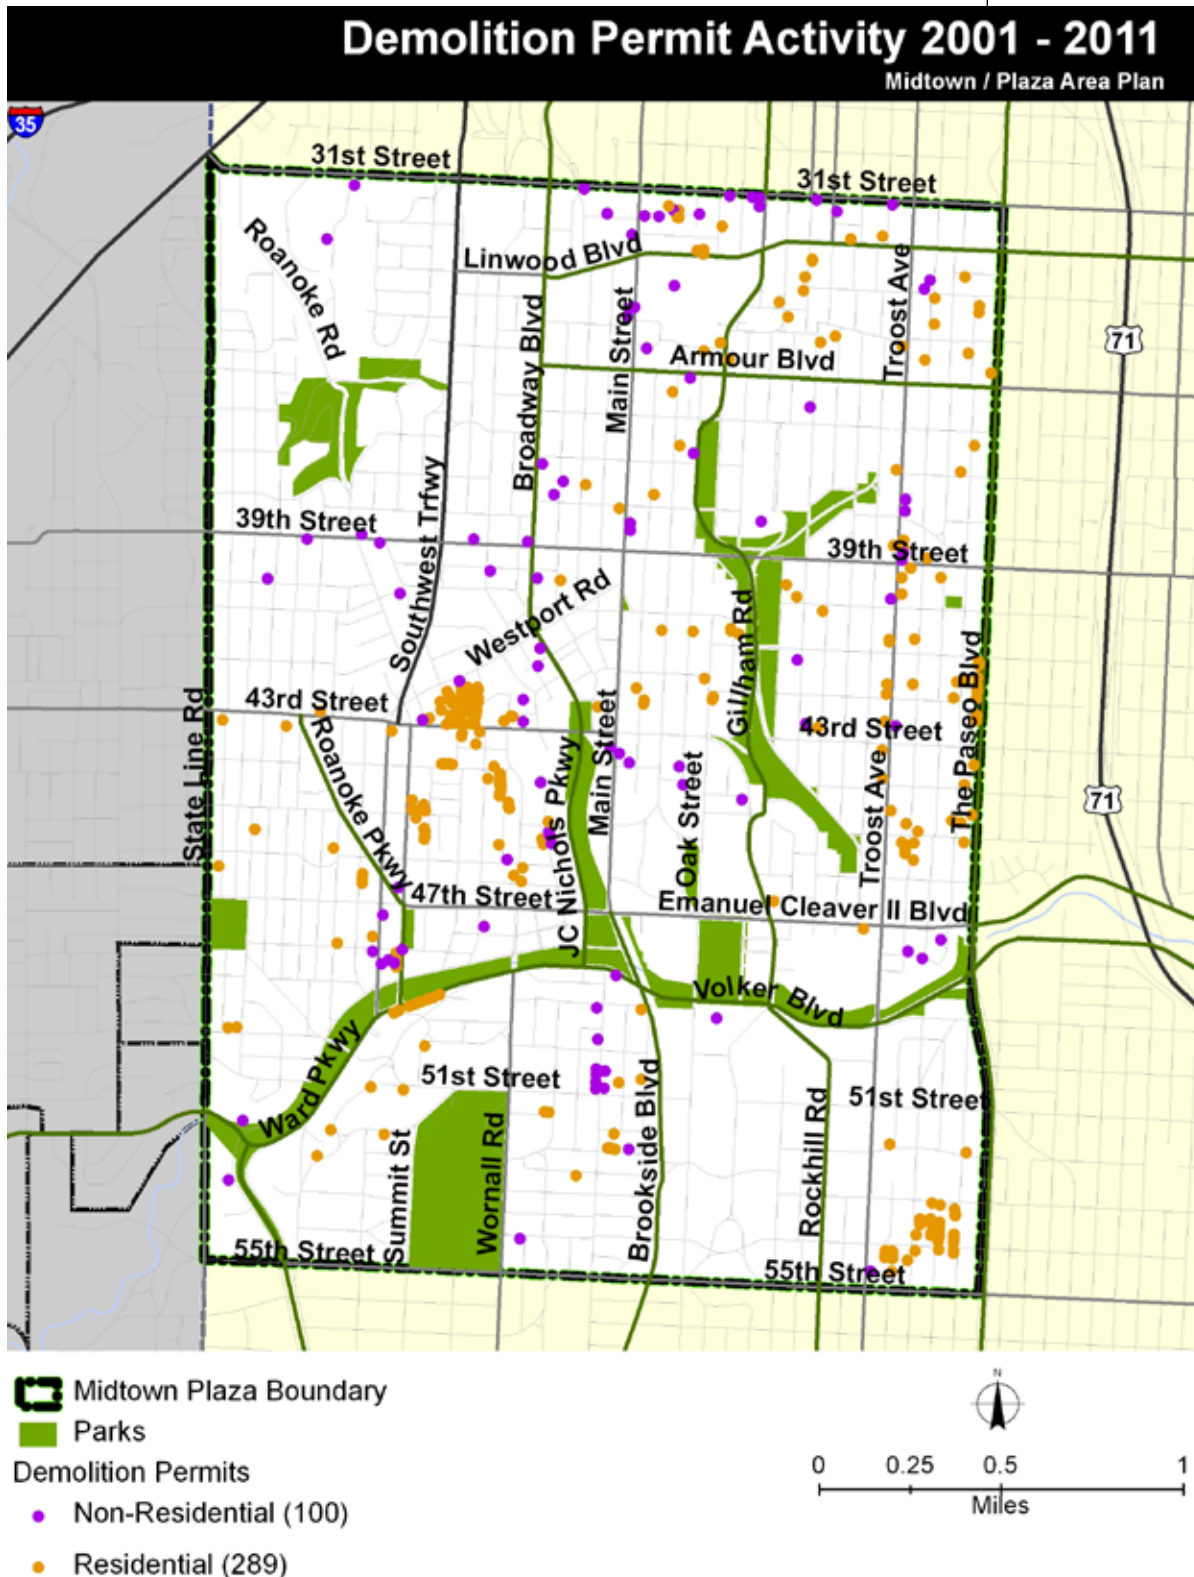 Demolition Permit Activity 2001 - 2011
Midtown / Plaza Area Plan
35
31st Street
31st Street
Roanoke Rd
Linwood Blvd
Troost Ave
Broadway Blvd
Main Street
71
Armour Blvd
Southwest Trfwy
39th Street
39th Street
Westport Rd
Gillham Rd
The Paseo Blvd
State Line Rd
43rd Street
43rd Street
Roanoke Pkwy
JC Nichols Pkwy
Main Street
Oak Street
Troost Ave
71
47th Street
Emanuel Cleaver II Blvd
Volker Blvd
Ward Pkwy
51st Street
51st Street
Summit St
Wornall Rd
Brookside Blvd
Rockhill Rd
55th Street
55th Street
Midtown Plaza Boundary
Parks
Demolition Permits
Non-Residential (100)
Residential (289)
N
0 0.25 0.5 1
Miles